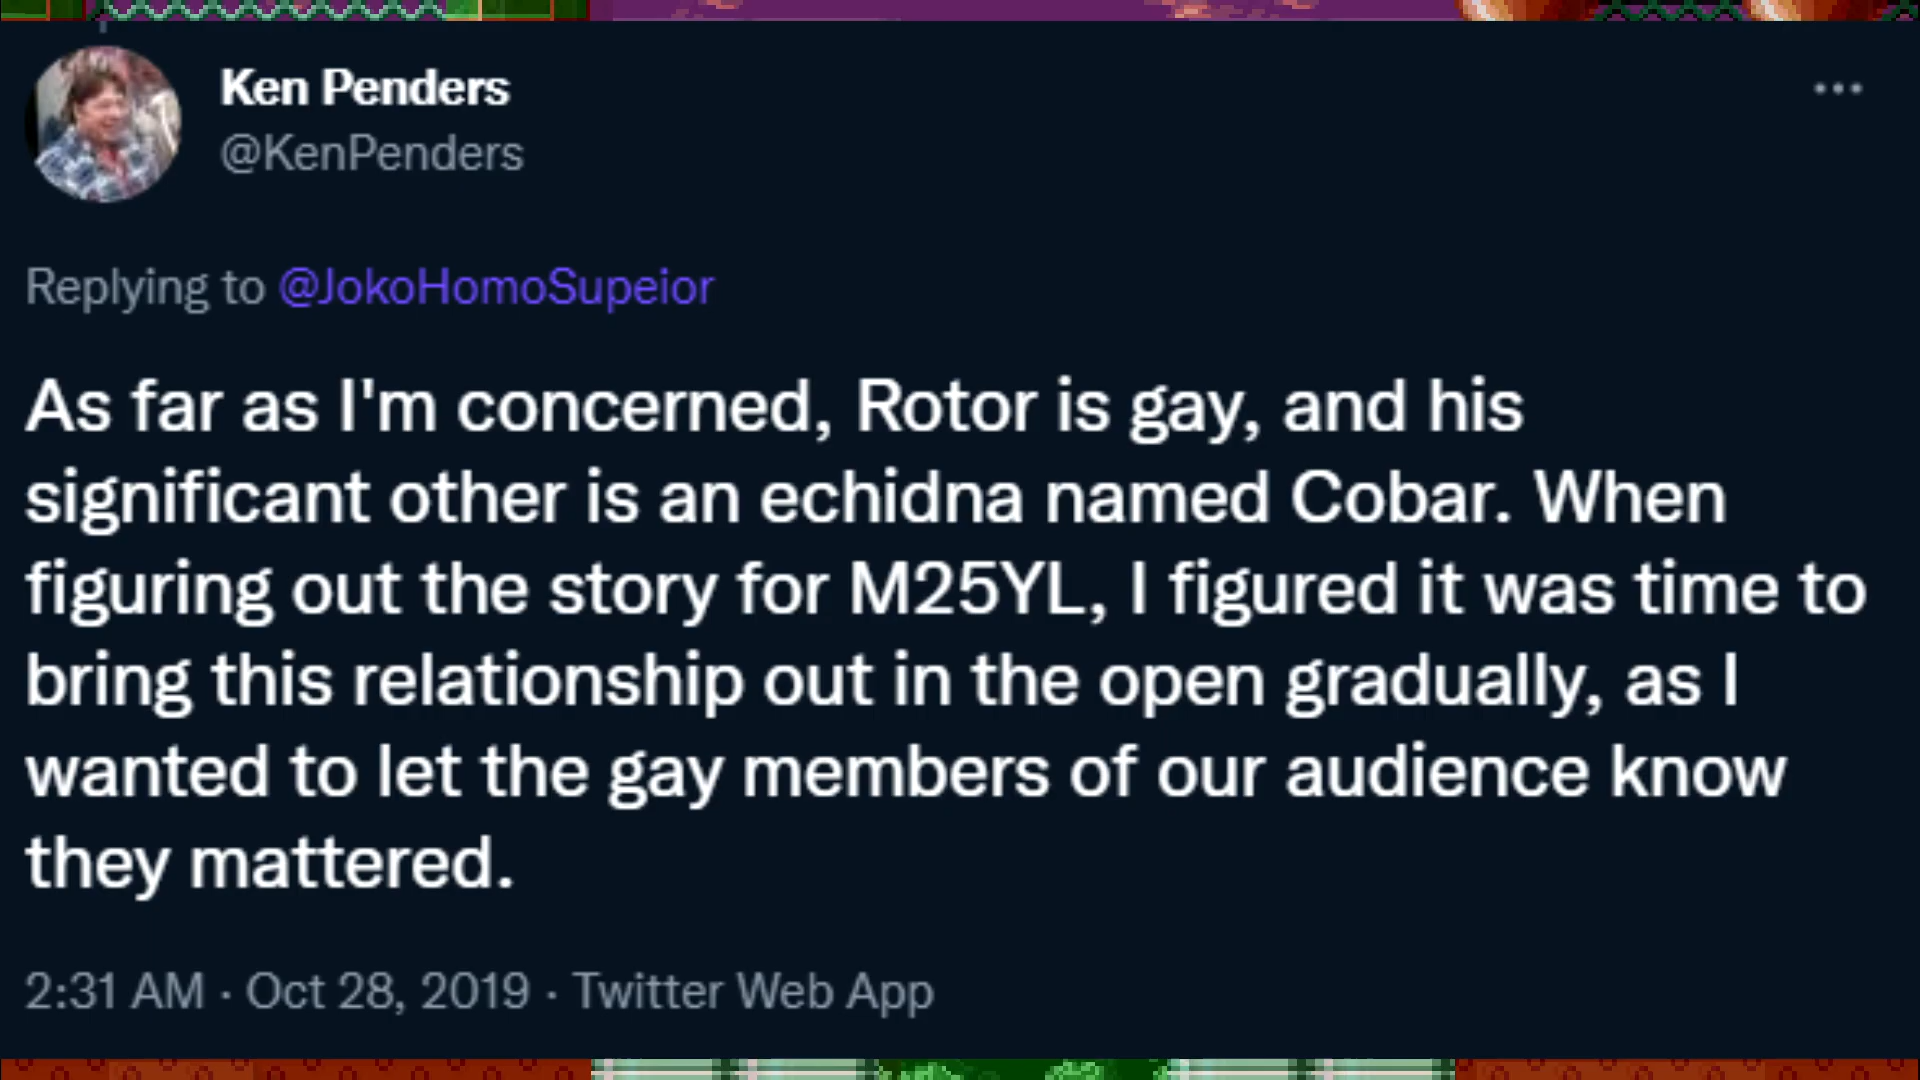 Ken Penders
@KenPenders
Replying to @JokoHomoSupeior
As far as I'm concerned, Rotor is gay, and his
significant other is an echidna named Cobar. When
figuring out the story for M25YL, I figured it was time to
bring this relationship out in the open gradually, as I
wanted to let the gay members of our audience know
they mattered.
2:31 AM · Oct 28, 2019 · Twitter Web App